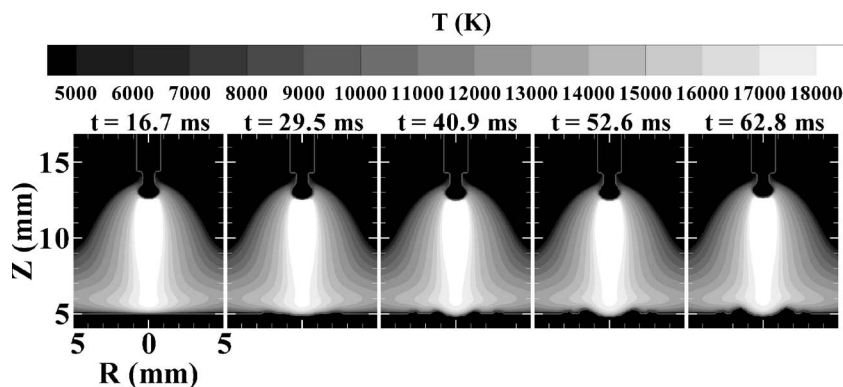 T (K)
5000 6000 7000 8000 9000 10000 11000 12000 13000 14000 15000 16000 17000 18000
t = 16.7 ms t = 29.5 ms t = 40.9 ms t = 52.6 ms t = 62.8 ms
15
10
Z (mm)
5
5 0 5
R (mm)